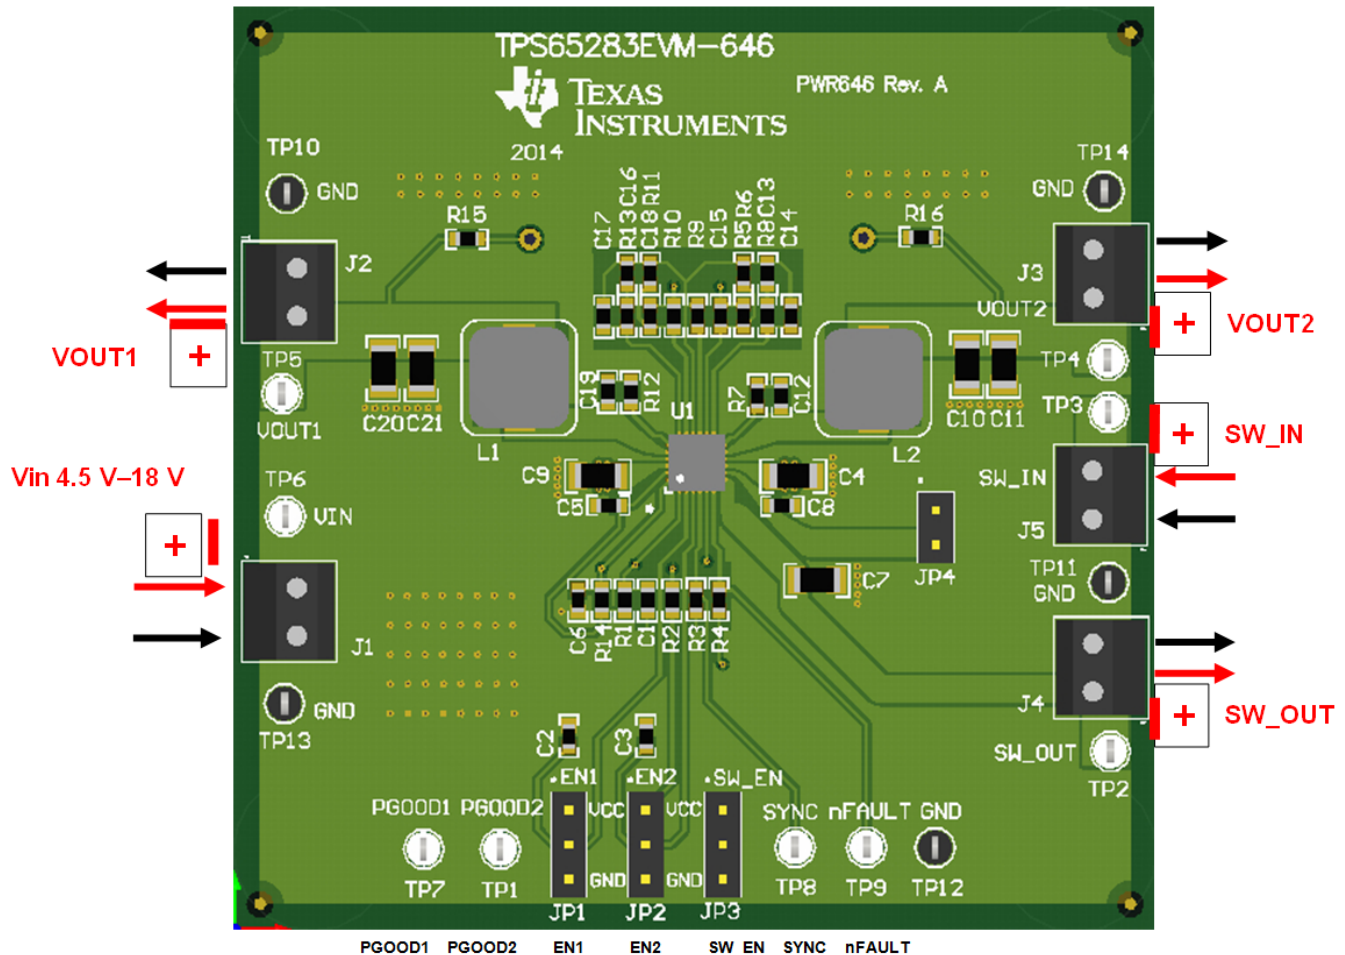 TPS65283EVM-646
TEXAS
INSTRUMENTS
2014
PWR646 Rev. A
TP10
GND
TP14
GND
R15
R16
C17
R13
C16
C18
R11
R10
R9
C15
R5
R6
R8
C13
C14
J2
J3
VOUT2
VOUT1
+
+
VOUT2
TP5
VOUT1
TP4
TP3
C20 C21
C10 C11
L1
L2
C19
R12
R7
C12
U1
+
SW_IN
Vin 4.5 V–18 V
TP6
VIN
+
C9
C5
C4
C8
SW_IN
J5
JP4
C7
TP11
GND
J1
C6
R14
R1
C1
R2
R3
R4
GND
TP13
J4
+
SW_OUT
SW_OUT
TP2
C2
C3
EN1
EN2
SW_EN
PGOOD1 PGOOD2
VCC
VCC
SYNC nFAULT GND
GND
GND
TP7
TP1
JP1
JP2
JP3
TP8
TP9
TP12
PGOOD1 PGOOD2 EN1 EN2 SW EN SYNC nFAULT